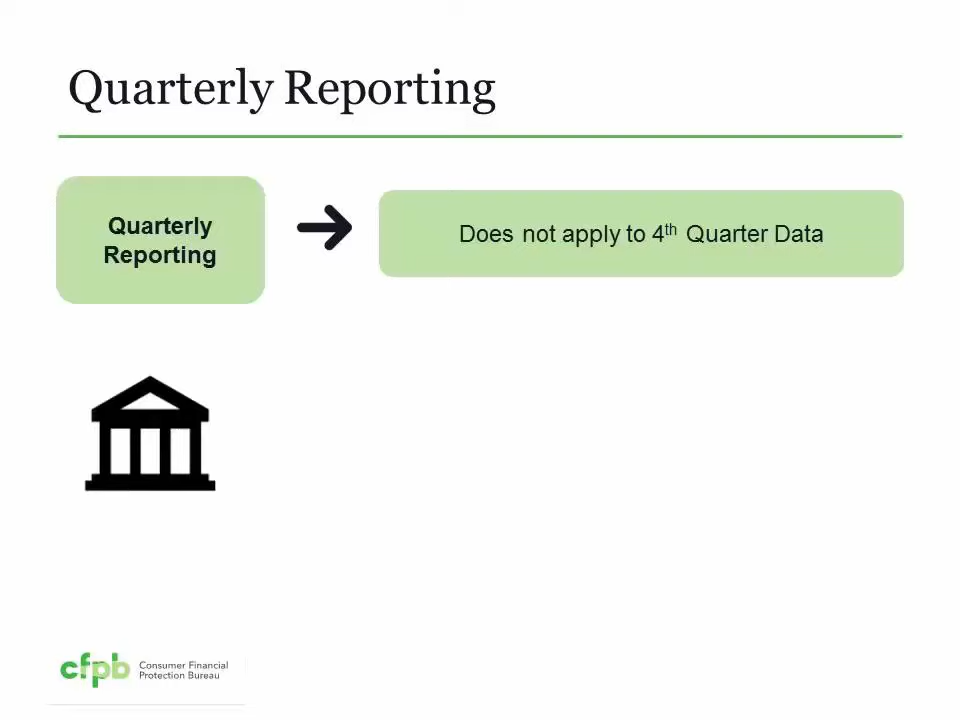 Quarterly Reporting
Quarterly
Reporting
Does not apply to 4th Quarter Data
cfpb
Consumer Financial
Protection Bureau